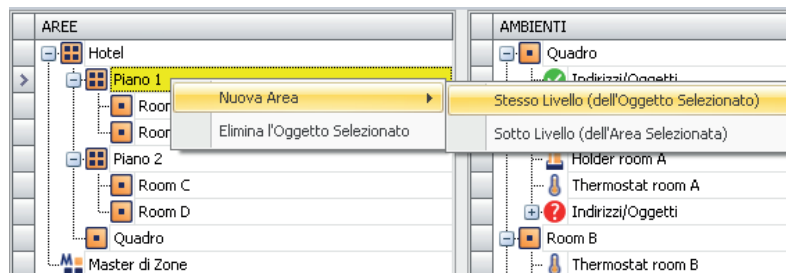 AREE
Hotel
Piano 1
Nuova Area
Elimina l'Oggetto Selezionato
Piano 2
Room C
Room D
Quadro
Master di Zone
AMBIENTI
Quadro
Indirizzi/Oggetti
Stesso Livello (dell'Oggetto Selezionato)
Sotto Livello (dell'Area Selezionata)
Holder room A
Thermostat room A
Indirizzi/Oggetti
Room B
Thermostat room B